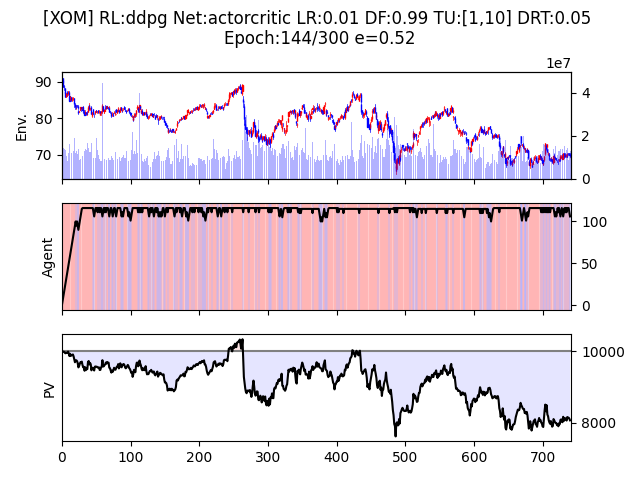 [XOM] RL:ddpg Net:actorcritic LR:0.01 DF:0.99 TU:[1,10] DRT:0.05
Epoch:144/300 e=0.52
1e7
90
80
70
Env.
4
2
0
Agent
100
50
0
PV
10000
8000
0 100 200 300 400 500 600 700